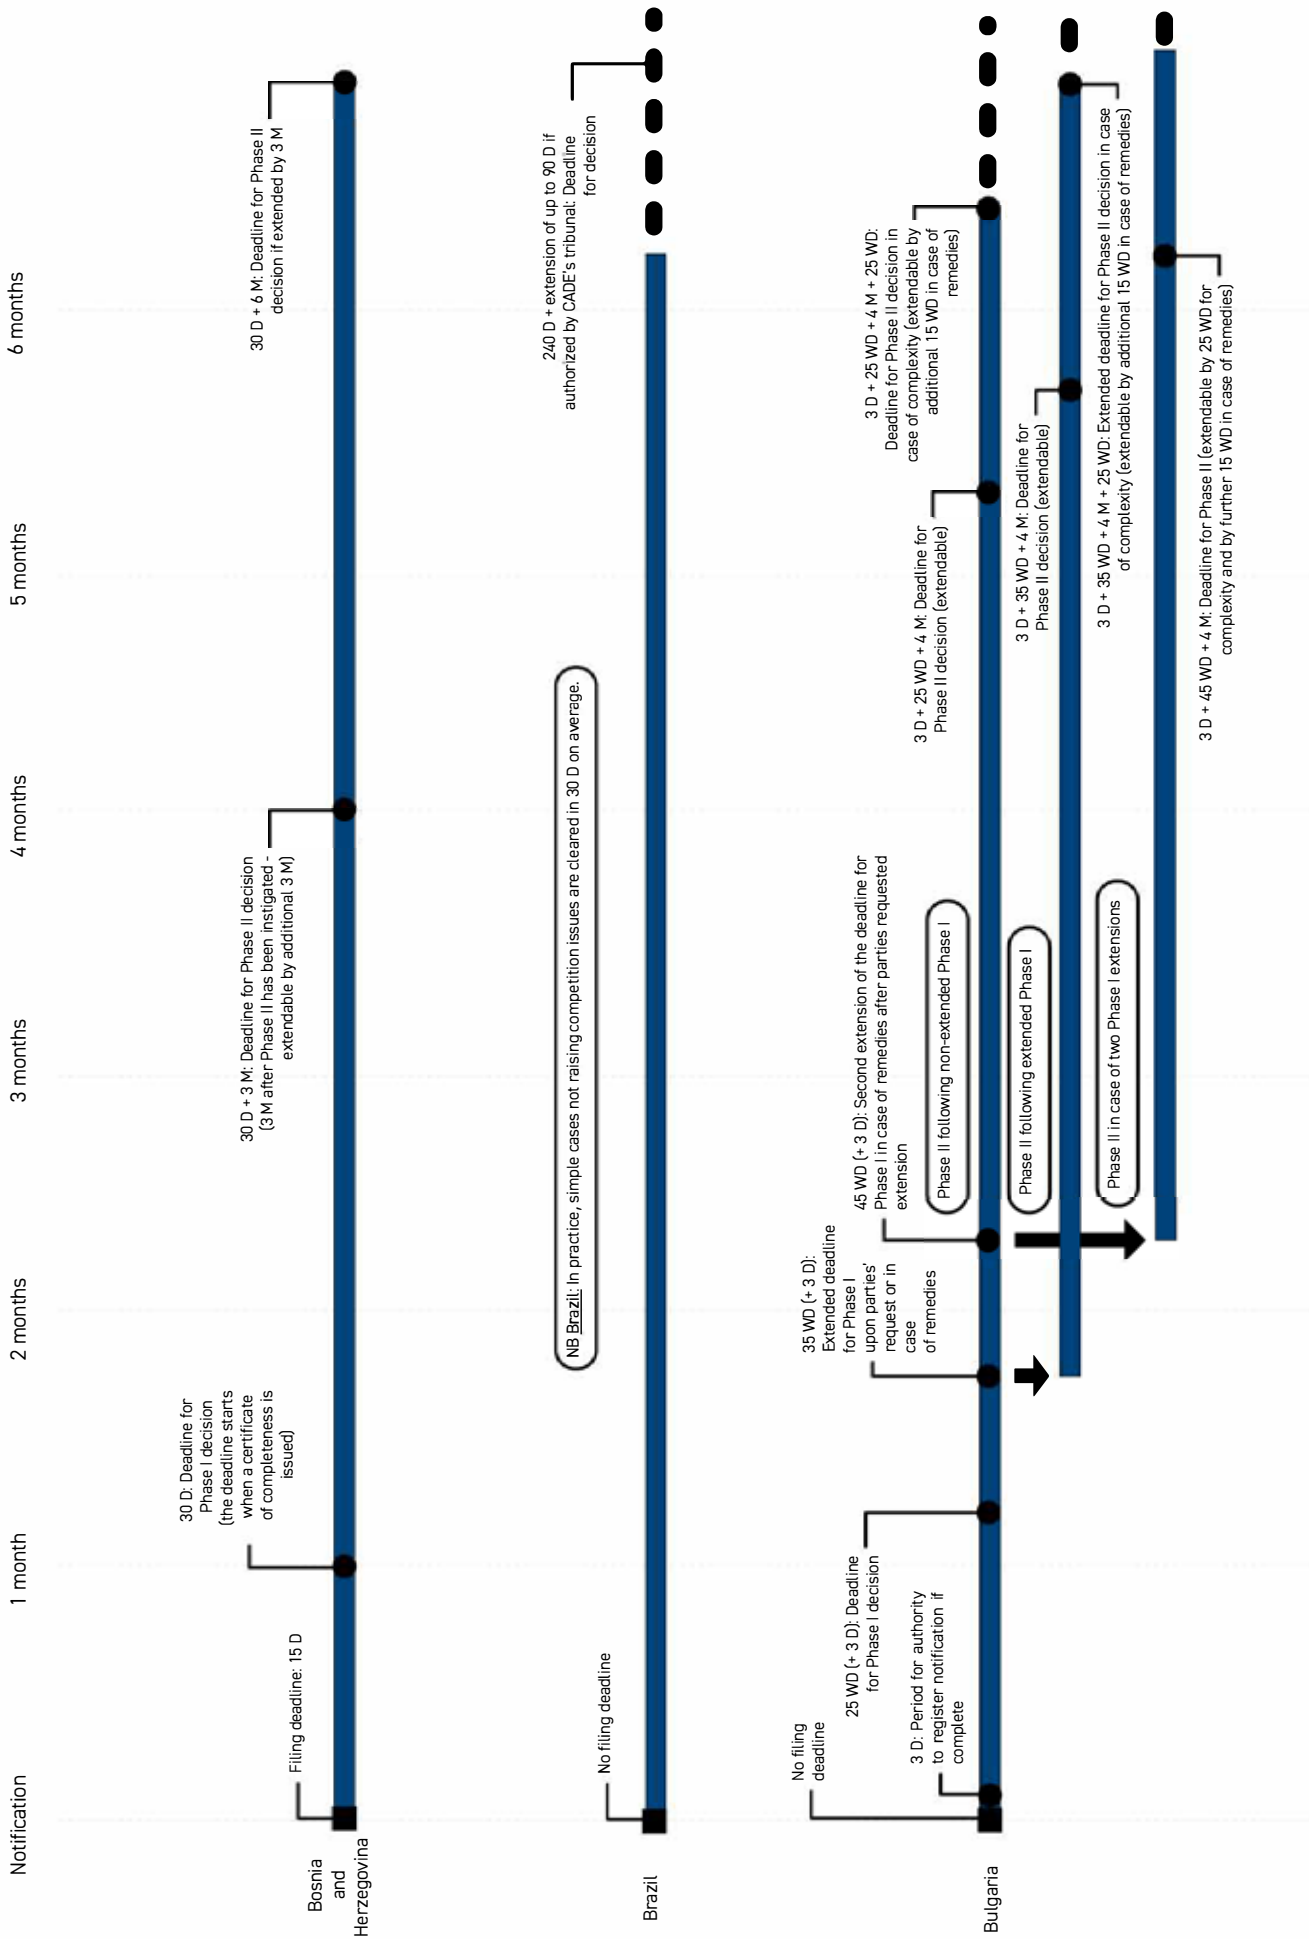 Notification
1 month
2 months
3 months
4 months
5 months
6 months
Bosnia
and
Herzegovina
Filing deadline: 15 D
30 D: Deadline for
Phase I decision
(the deadline starts
when a certificate
of completeness is
issued)
30 D + 3 M: Deadline for Phase II decision
(3 M after Phase II has been instigated -
extendable by additional 3 M)
30 D + 6 M: Deadline for Phase II
decision if extended by 3 M
Brazil
No filing deadline
NB Brazil: In practice, simple cases not raising competition issues are cleared in 30 D on average.
240 D + extension of up to 90 D if
authorized by CADE's tribunal: Deadline
for decision
Bulgaria
No filing
deadline
3 D: Period for authority
to register notification if
complete
25 WD (+ 3 D): Deadline
for Phase I decision
35 WD (+ 3 D):
Extended deadline
for Phase I
upon parties'
request or in
case
of remedies
45 WD (+ 3 D): Second extension of the deadline for
Phase I in case of remedies after parties requested
extension
Phase II following non-extended Phase I
3 D + 25 WD + 4 M: Deadline for
Phase II decision (extendable)
3 D + 25 WD + 4 M + 25 WD:
Deadline for Phase II decision in
case of complexity (extendable by
additional 15 WD in case of
remedies)
Phase II following extended Phase I
3 D + 35 WD + 4 M: Deadline for
Phase II decision (extendable)
3 D + 35 WD + 4 M + 25 WD: Extended deadline for Phase II decision in case
of complexity (extendable by additional 15 WD in case of remedies)
Phase II in case of two Phase I extensions
3 D + 45 WD + 4 M: Deadline for Phase II (extendable by 25 WD for
complexity and by further 15 WD in case of remedies)